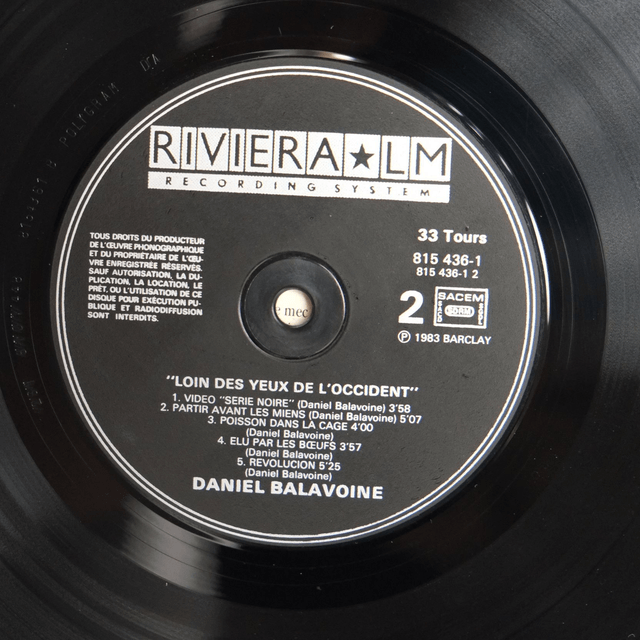 RIVIERA★LM
RECORDING SYSTEM
33 Tours
815 436-1
815 436-1 2
TOUS DROITS DU PRODUCTEUR
DE L'ŒUVRE PHONOGRAPHIQUE
ET DU PROPRIÉTAIRE DE L'ŒU-
VRE ENREGISTRÉE RÉSERVÉS.
SAUF AUTORISATION, LA DU-
PLICATION, LA LOCATION, LE
PRÊT, OU L'UTILISATION DE CE
DISQUE POUR EXÉCUTION PU-
BLIQUE ET RADIODIFFUSION
SONT INTERDITS.
mec
2
SACEM
SDRM
Ⓟ 1983 BARCLAY
"LOIN DES YEUX DE L'OCCIDENT"
1. VIDEO "SERIE NOIRE" (Daniel Balavoine) 3'58
2. PARTIR AVANT LES MIENS (Daniel Balavoine) 5'07
3. POISSON DANS LA CAGE 4'00
(Daniel Balavoine)
4. ELU PAR LES BŒUFS 3'57
(Daniel Balavoine)
5. REVOLUCION 5'25
(Daniel Balavoine)
DANIEL BALAVOINE